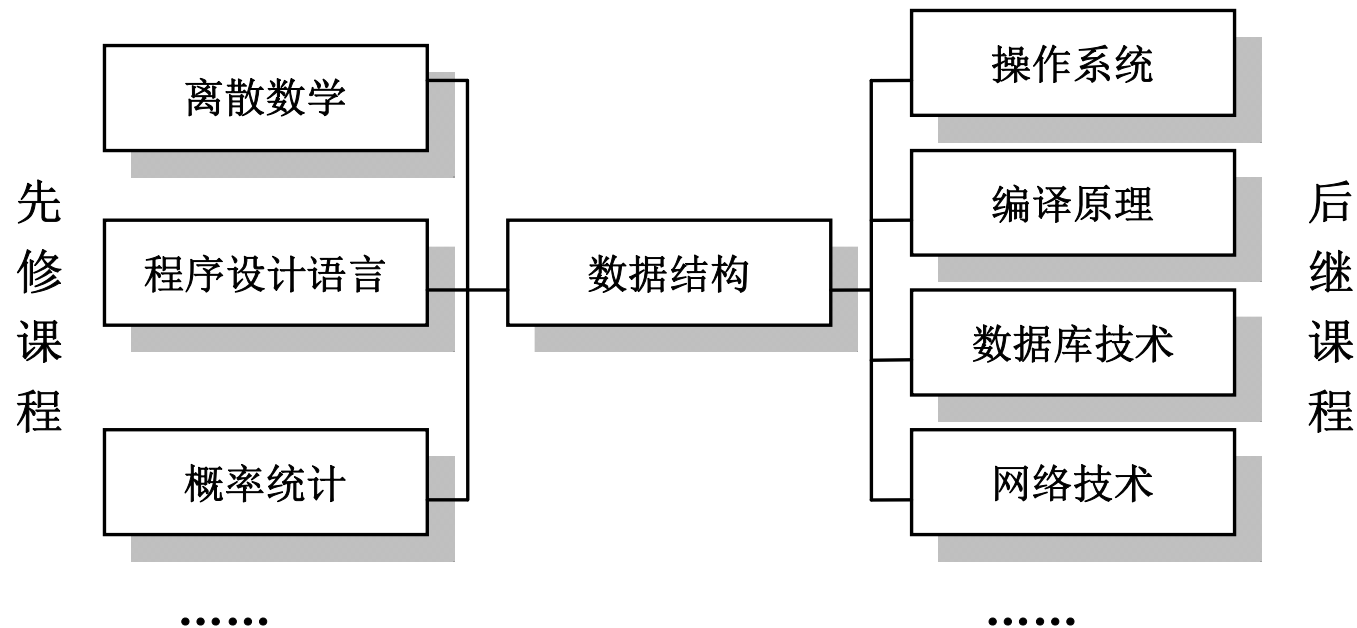 先修课程
离散数学
程序设计语言
概率统计
……
数据结构
操作系统
编译原理
数据库技术
网络技术
……
后继课程